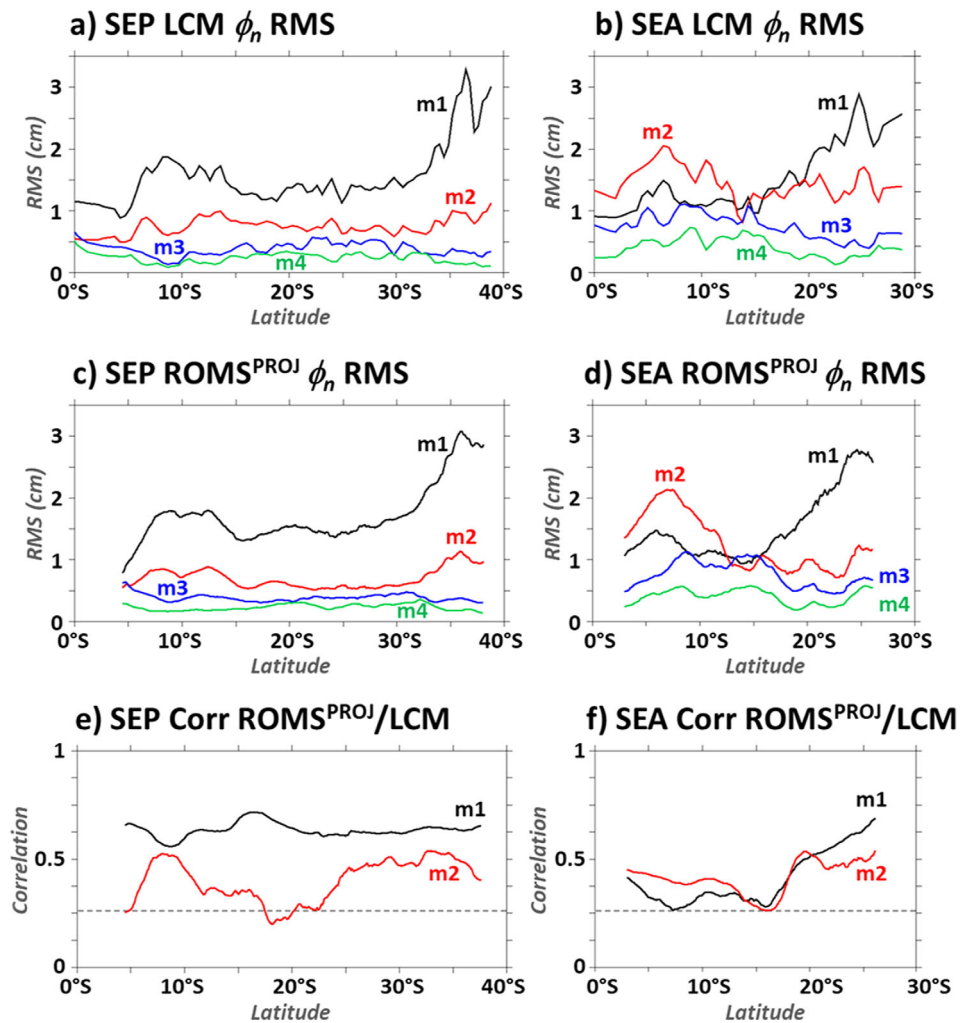 a) SEP LCM ϕn RMS
b) SEA LCM ϕn RMS
RMS (cm)
3
2
1
0
m1
m2
m3
m4
0°S 10°S 20°S 30°S 40°S
Latitude
RMS (cm)
3
2
1
0
m2
m1
m3
m4
0°S 10°S 20°S 30°S
Latitude
c) SEP ROMSPROJ ϕn RMS
d) SEA ROMSPROJ ϕn RMS
RMS (cm)
3
2
1
0
m1
m2
m3
m4
0°S 10°S 20°S 30°S 40°S
Latitude
RMS (cm)
3
2
1
0
m2
m1
m3
m4
0°S 10°S 20°S 30°S
Latitude
e) SEP Corr ROMSPROJ/LCM
f) SEA Corr ROMSPROJ/LCM
Correlation
1
0.5
0
m1
m2
0°S 10°S 20°S 30°S 40°S
Latitude
Correlation
1
0.5
0
m1
m2
0°S 10°S 20°S 30°S
Latitude